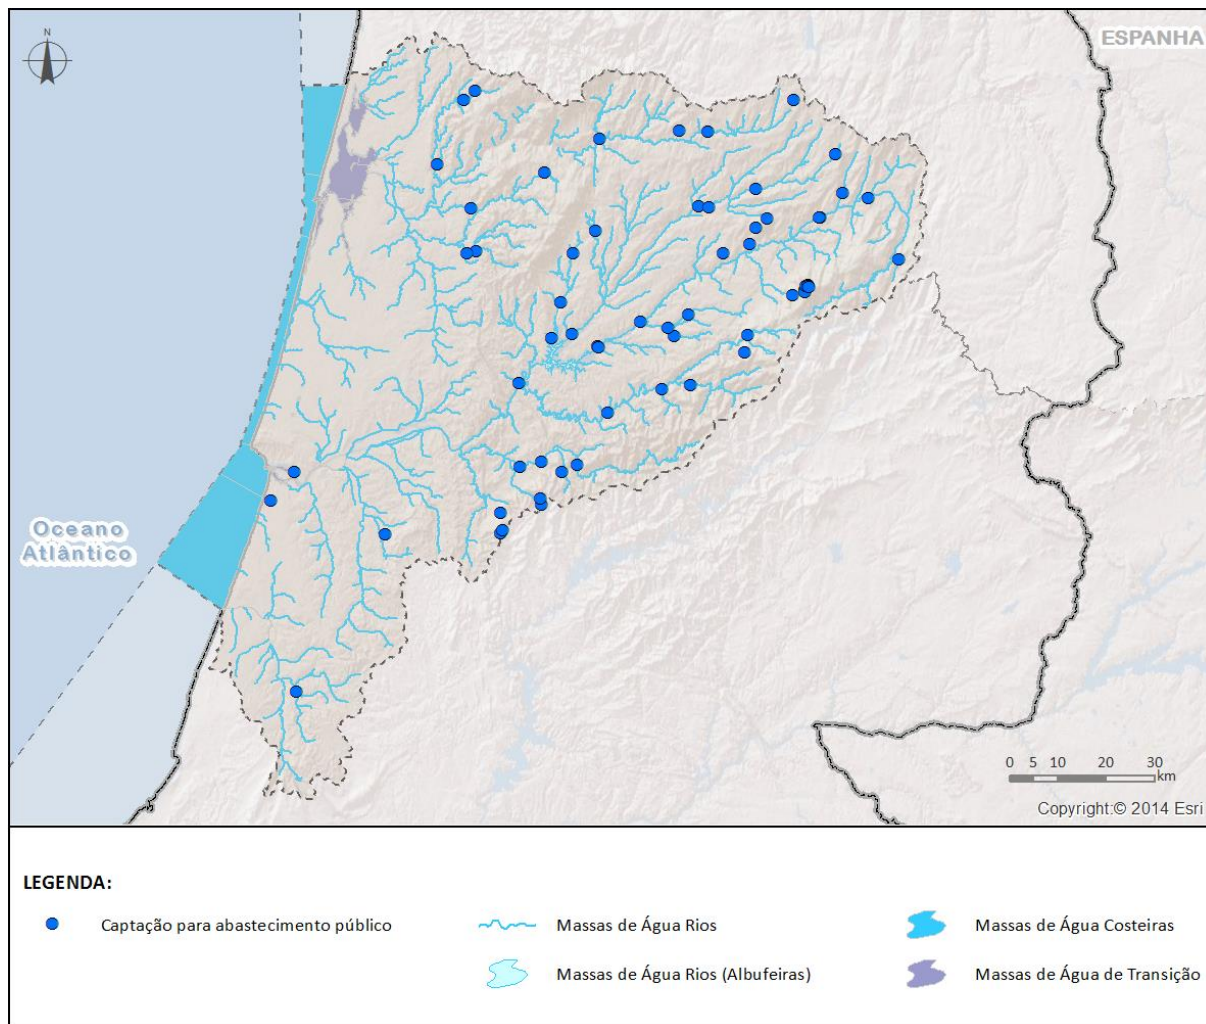 N
ESPANHA
Oceano
Atlântico
0 5 10 20 30
km
Copyright:© 2014 Esri
LEGENDA:
Captação para abastecimento público
Massas de Água Rios
Massas de Água Costeiras
Massas de Água Rios (Albufeiras)
Massas de Água de Transição